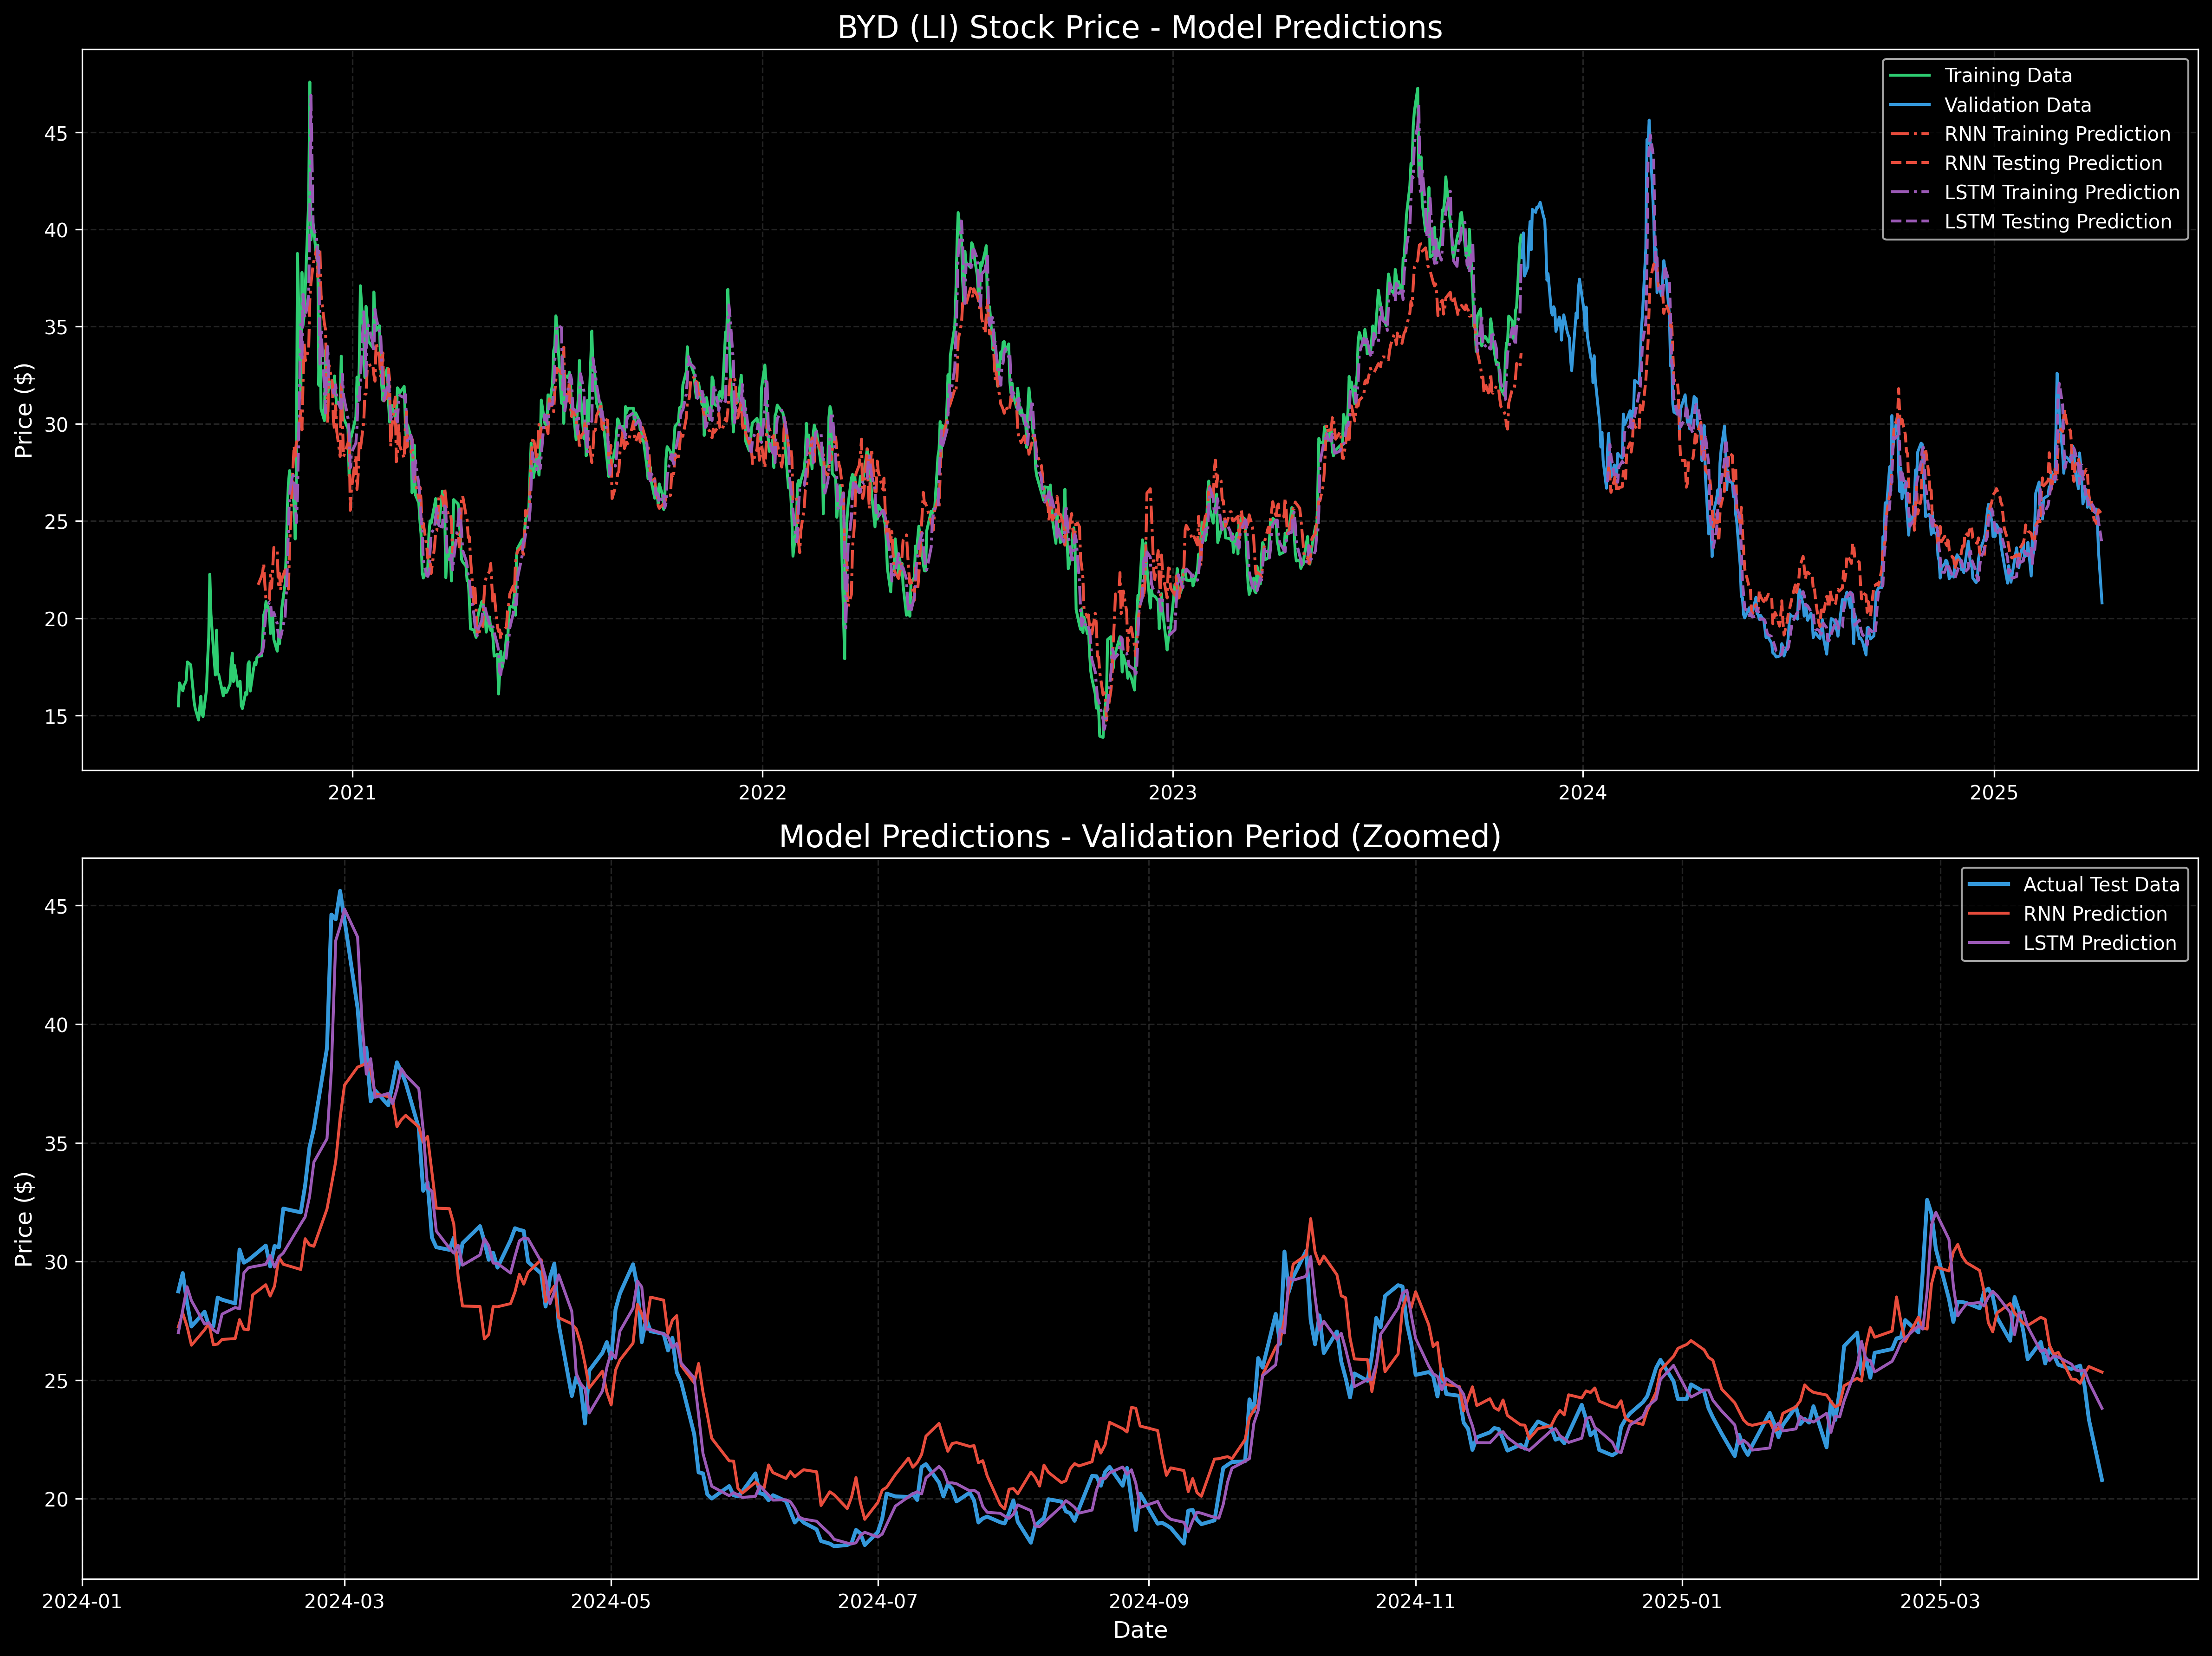 BYD (LI) Stock Price - Model Predictions
Price ($)
45
40
35
30
25
20
15
2021
2022
2023
2024
2025
Training Data
Validation Data
RNN Training Prediction
RNN Testing Prediction
LSTM Training Prediction
LSTM Testing Prediction
Model Predictions - Validation Period (Zoomed)
Price ($)
45
40
35
30
25
20
2024-01
2024-03
2024-05
2024-07
2024-09
2024-11
2025-01
2025-03
Date
Actual Test Data
RNN Prediction
LSTM Prediction